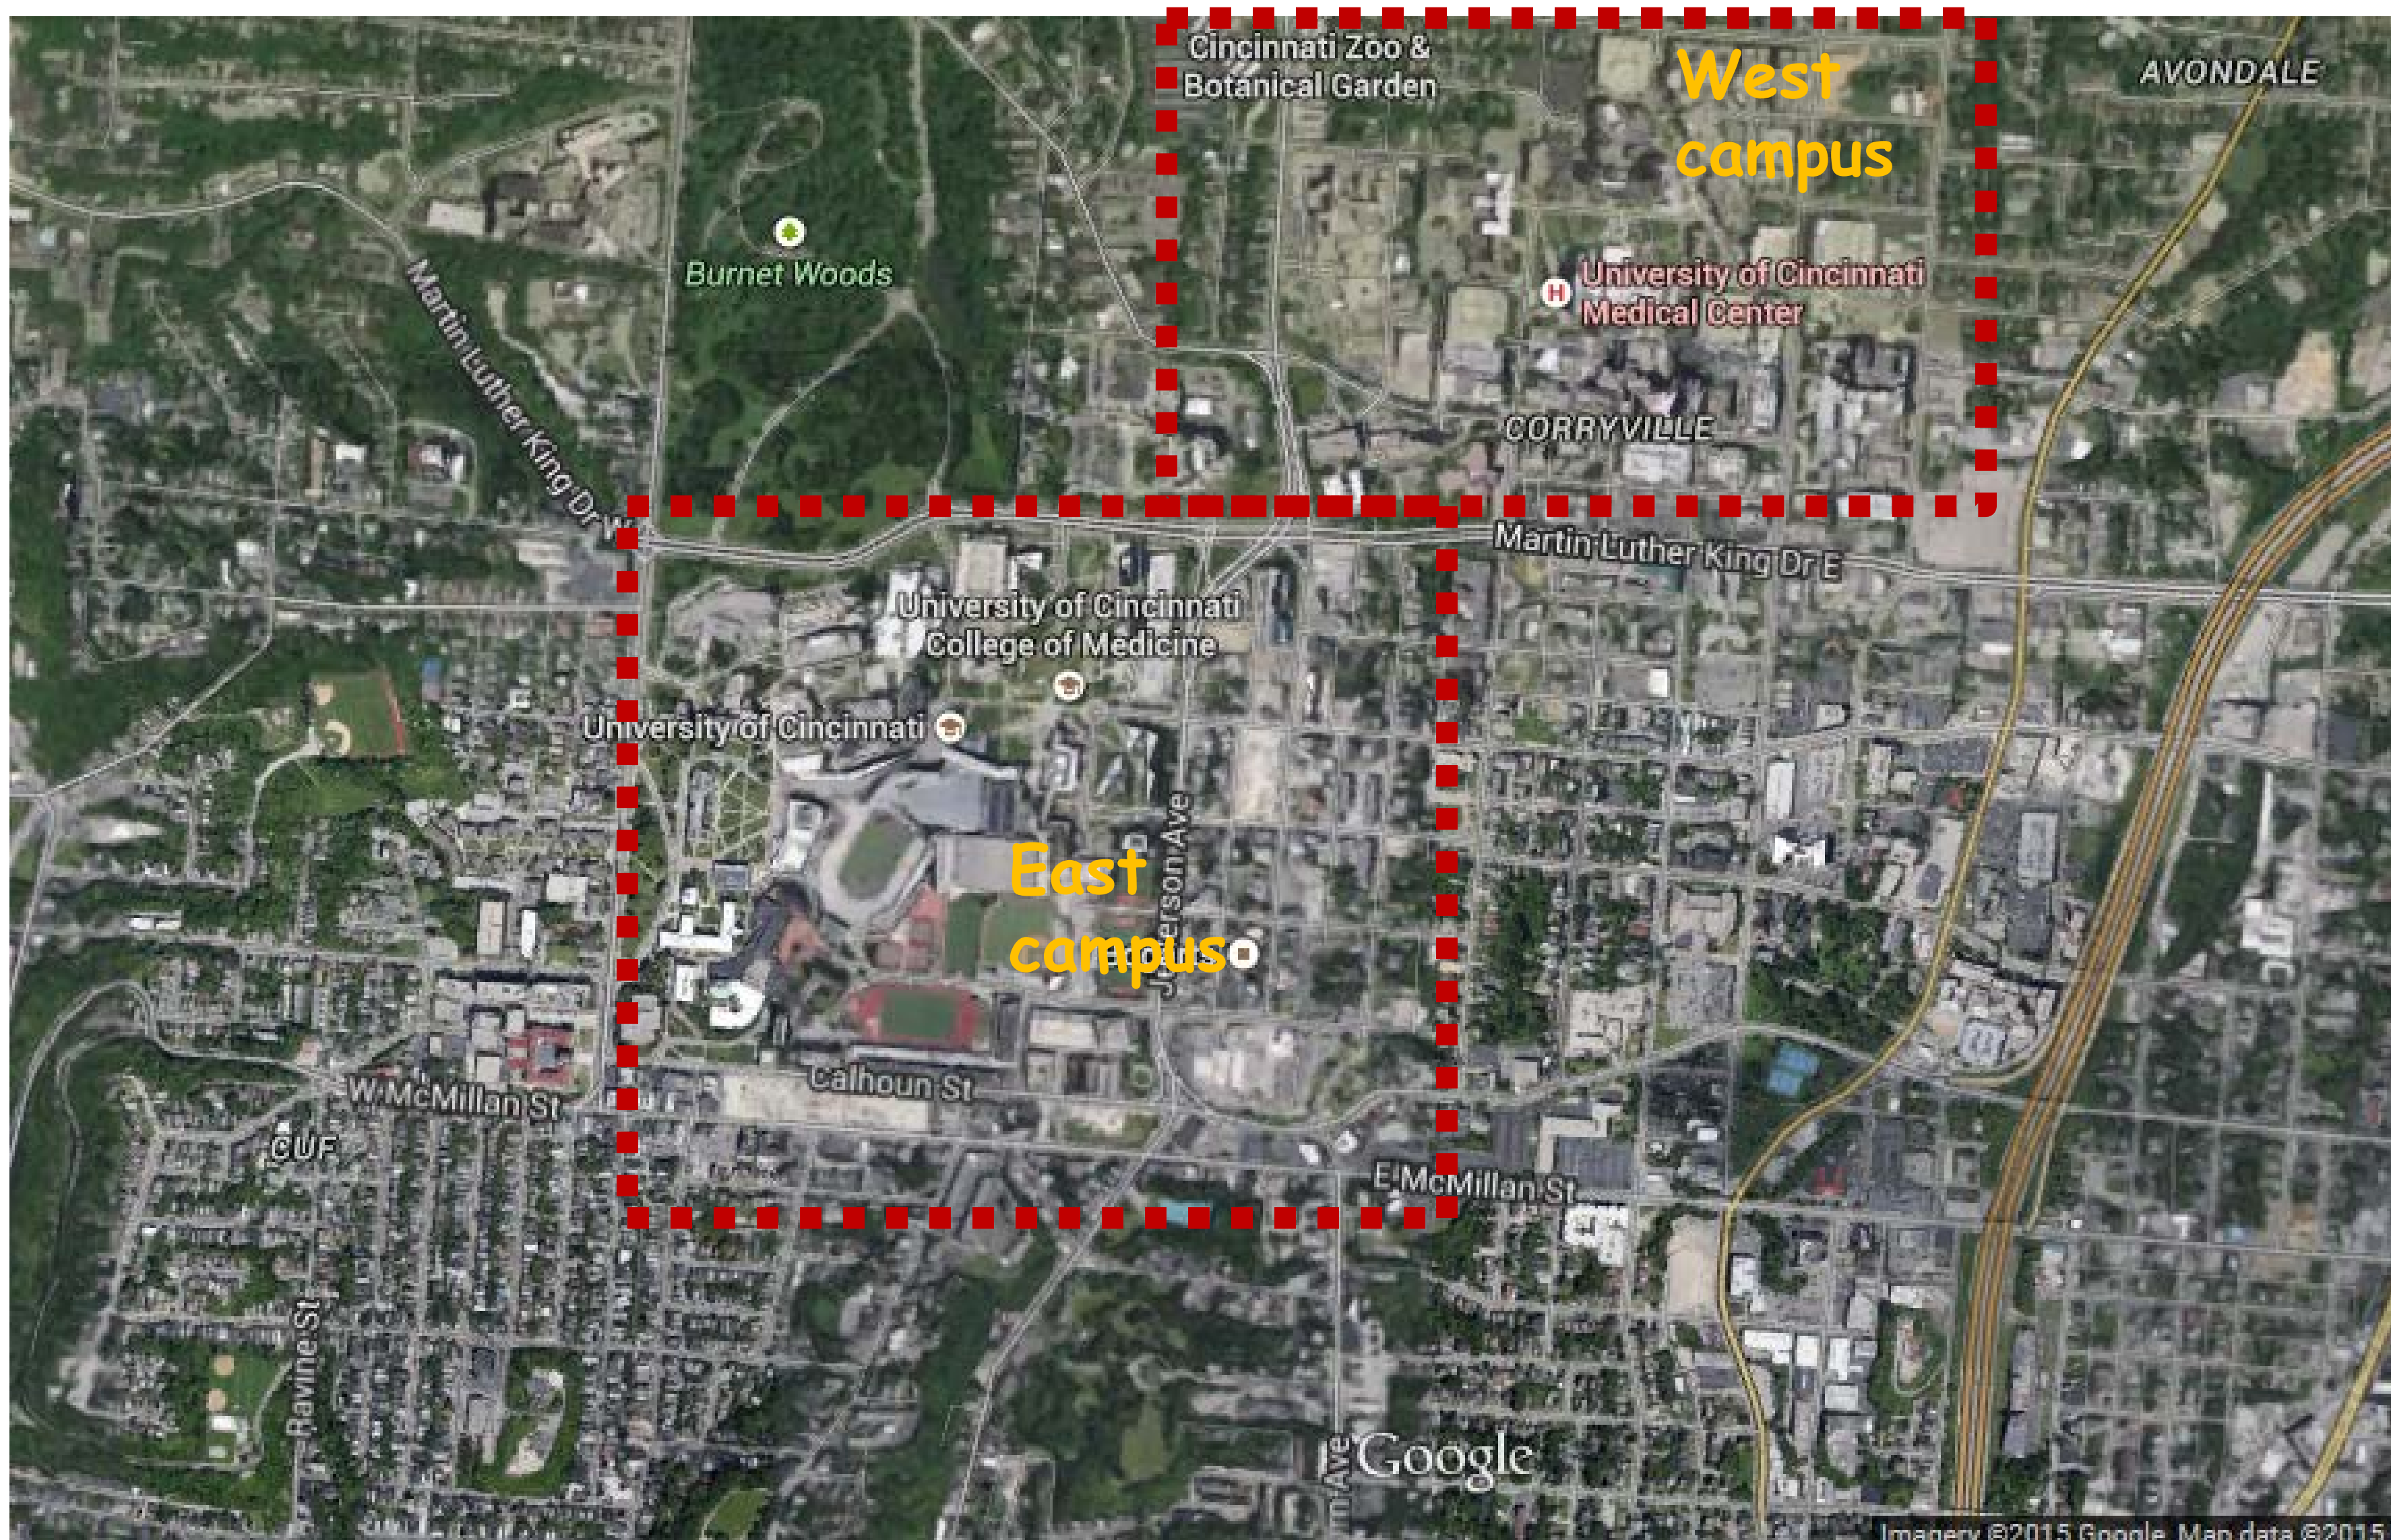 Cincinnati Zoo &
Botanical Garden
West
campus
AVONDALE
Burnet Woods
H
University of Cincinnati
Medical Center
Martin Luther King Dr W
CORRYVILLE
Martin Luther King Dr E
University of Cincinnati
College of Medicine
University of Cincinnati
East
campus
Jefferson Ave
Calhoun St
W McMillan St
CUF
E McMillan St
Ravine St
Google
Ave
Imagery ©2015 Google, Map data ©2015